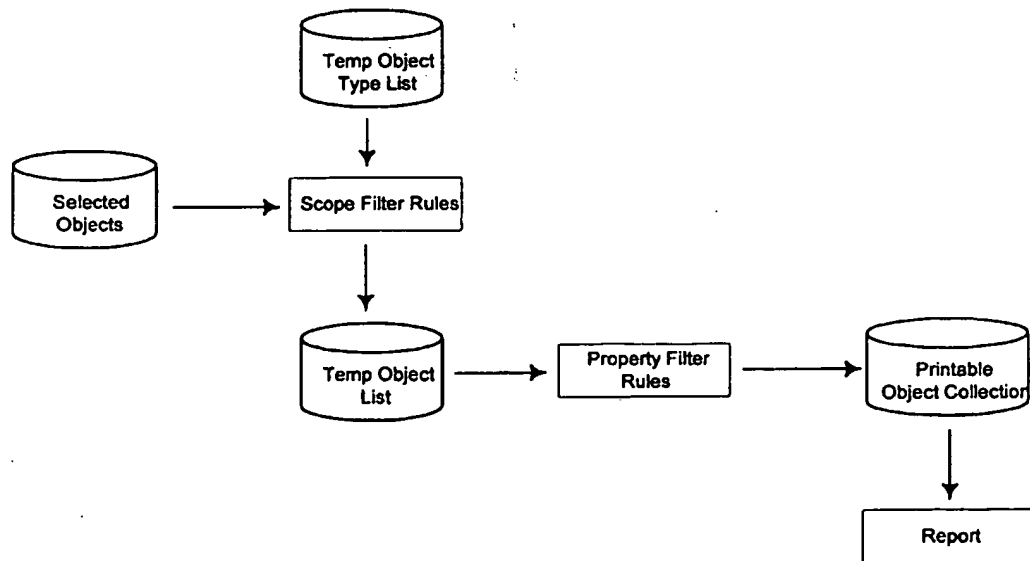 Temp Object
Type List
Selected
Objects
Scope Filter Rules
Temp Object
List
Property Filter
Rules
Printable
Object Collection
Report